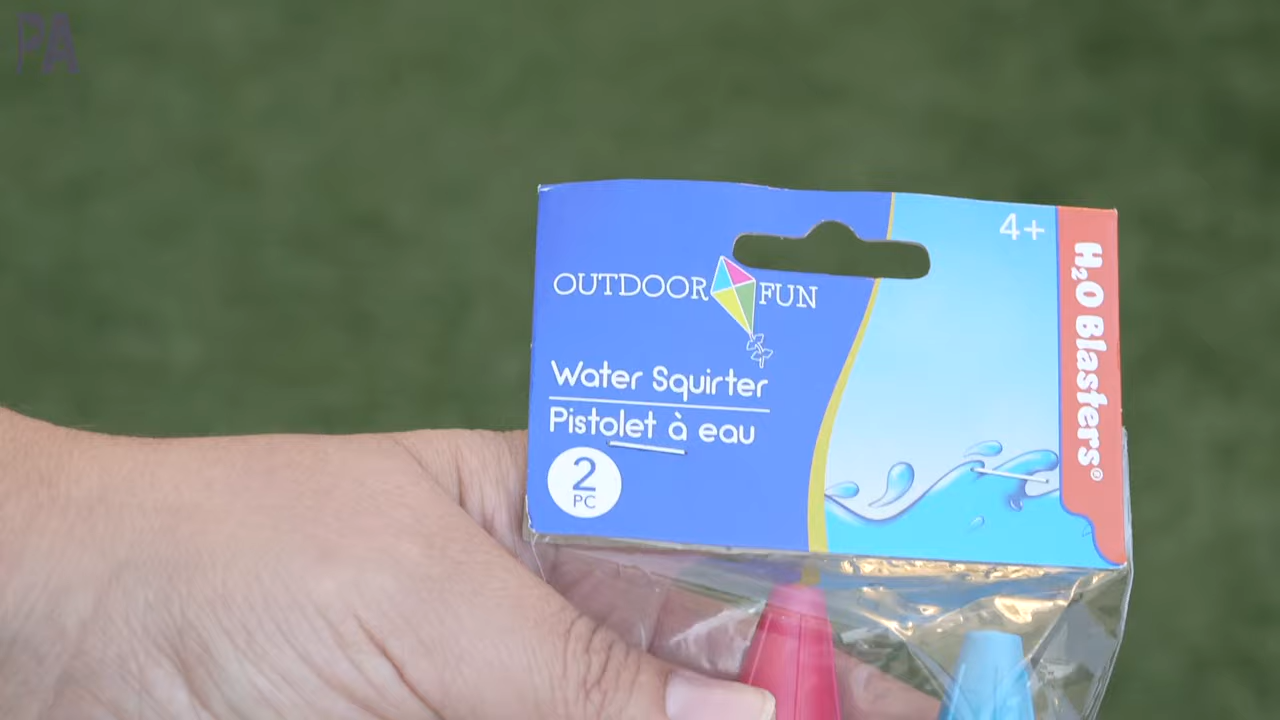 PA
OUTDOOR FUN
Water Squirter
Pistolet à eau
2
PC
4+
H₂O Blasters®